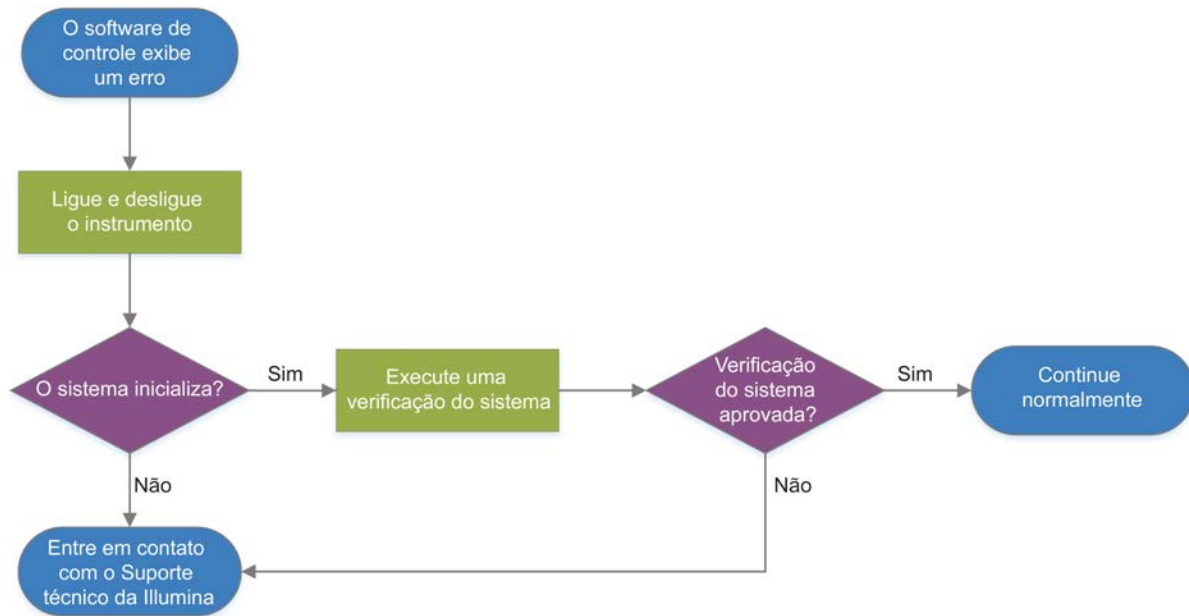 O software de
controle exibe
um erro
Ligue e desligue
o instrumento
O sistema inicializa?
Sim
Execute uma
verificação do sistema
Verificação
do sistema
aprovada?
Sim
Continue
normalmente
Não
Não
Entre em contato
com o Suporte
técnico da Illumina